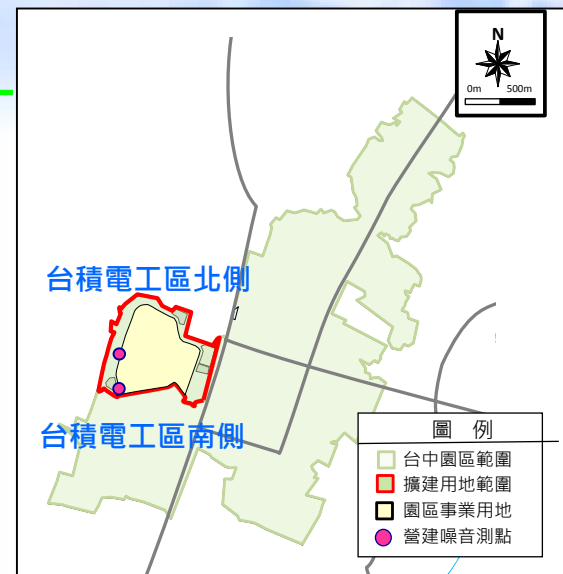 N
0m 500m
台積電工區北側
1
台積電工區南側
圖 例
台中園區範圍
擴建用地範圍
園區事業用地
營建噪音測點